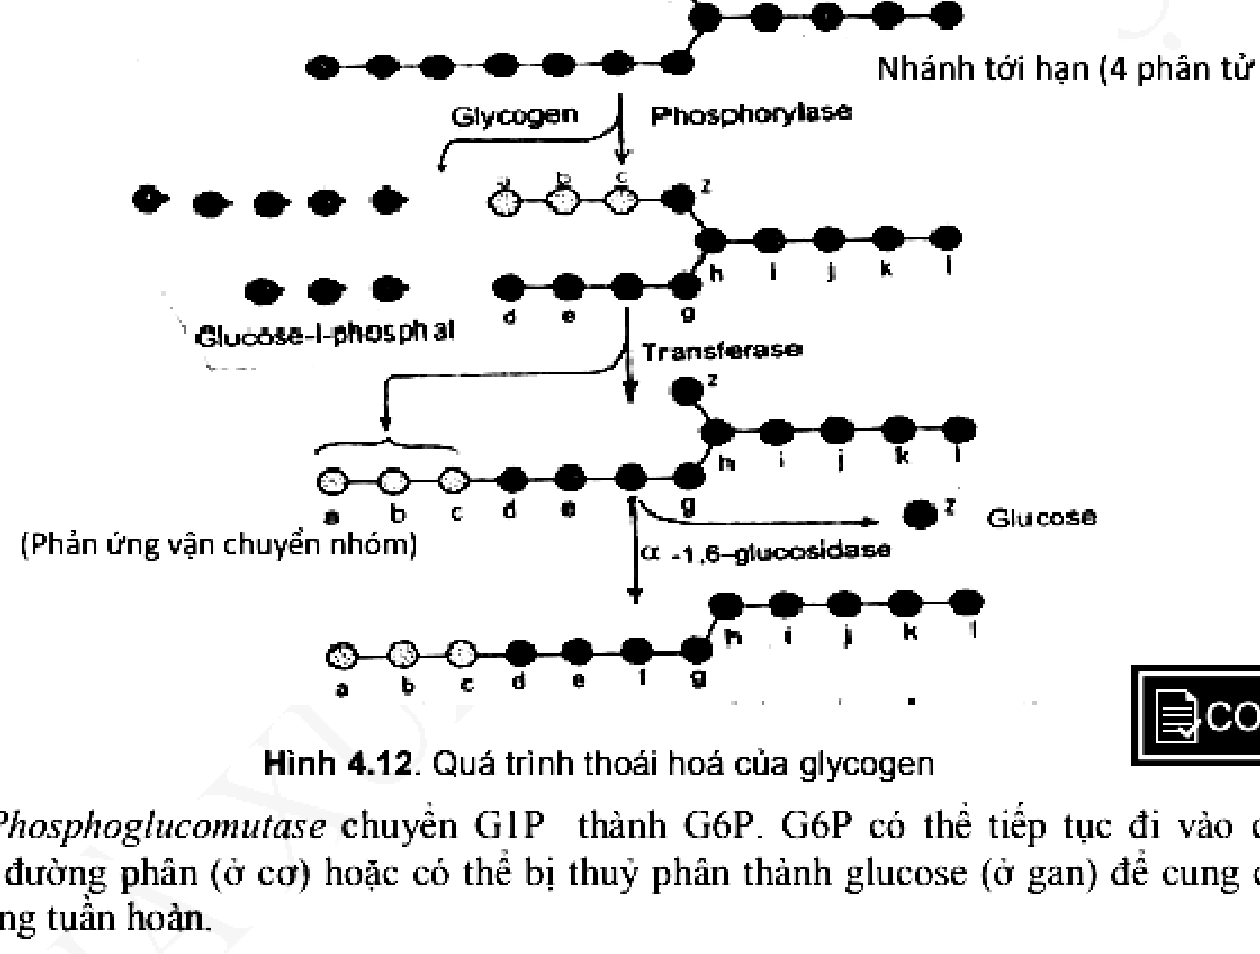 Nhánh tới hạn (4 phân tử
Glycogen Phosphorylase
a b c z
h i j k l
d e g
Glucose-l-phosphal
Transferase
z
h i j k l
a b c d e f g
z Glucose
(Phản ứng vận chuyển nhóm)
α -1,6-glucosidase
h i j k l
a b c d e f g
CO
Hình 4.12. Quá trình thoái hoá của glycogen
Phosphoglucomutase chuyển G1P thành G6P. G6P có thể tiếp tục đi vào
đường phân (ở cơ) hoặc có thể bị thuỷ phân thành glucose (ở gan) để cung
ng tuần hoàn.